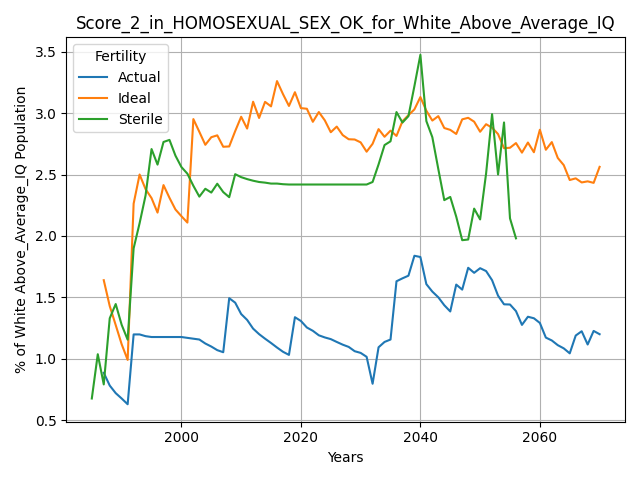 Score_2_in_HOMOSEXUAL_SEX_OK_for_White_Above_Average_IQ
Fertility
Actual
Ideal
Sterile
% of White Above_Average_IQ Population
3.5
3.0
2.5
2.0
1.5
1.0
0.5
2000
2020
2040
2060
Years